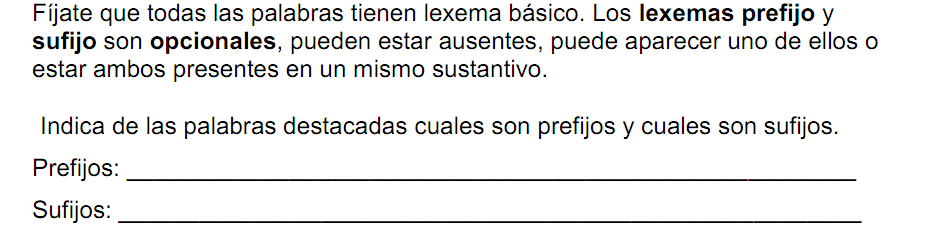 Fíjate que todas las palabras tienen lexema básico. Los lexemas prefijo y
sufijo son opcionales, pueden estar ausentes, puede aparecer uno de ellos o
estar ambos presentes en un mismo sustantivo.
Indica de las palabras destacadas cuales son prefijos y cuales son sufijos.
Prefijos: ______________________________________________________
Sufijos: _______________________________________________________